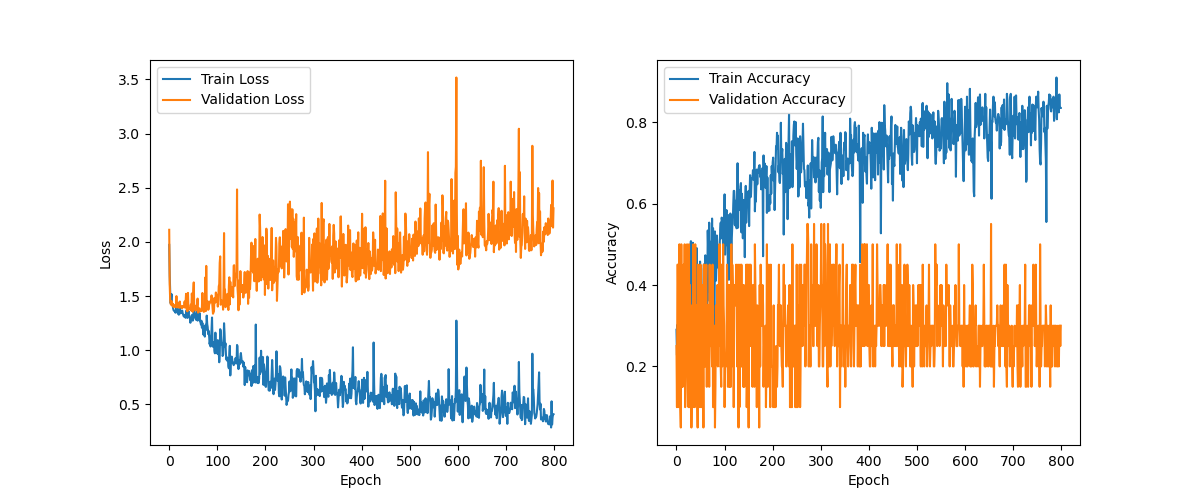 Train Loss
Validation Loss
3.5
3.0
2.5
2.0
1.5
1.0
0.5
Loss
0 100 200 300 400 500 600 700 800
Epoch
Train Accuracy
Validation Accuracy
0.8
0.6
0.4
0.2
Accuracy
0 100 200 300 400 500 600 700 800
Epoch